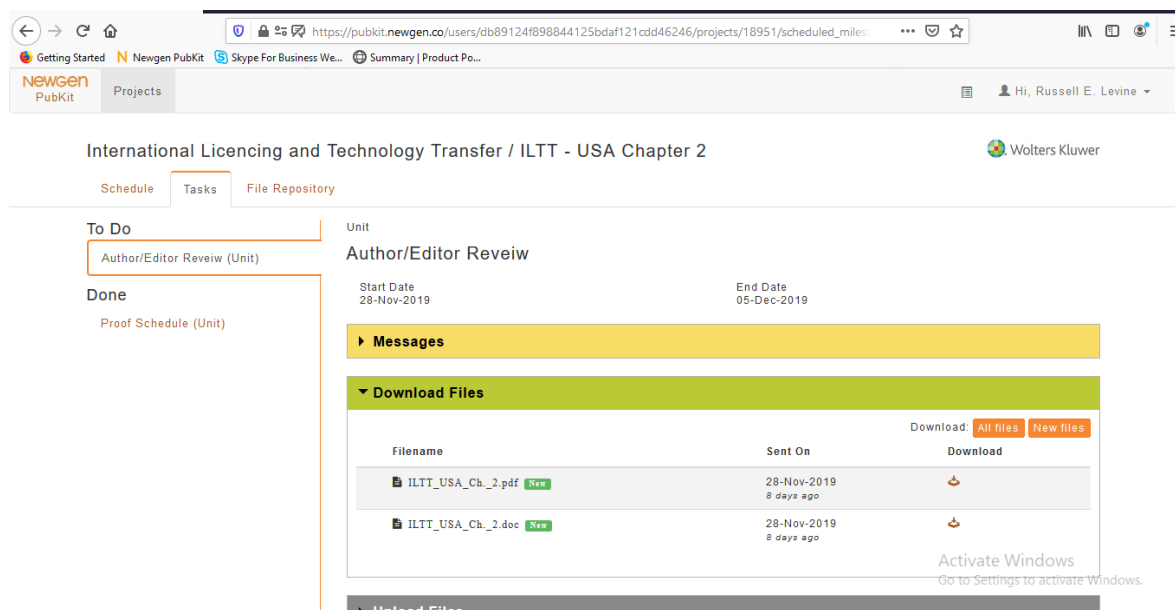 https://pubkit.newgen.co/users/db89124f898844125bdaf121cdd46246/projects/18951/scheduled_miles
Getting Started Newgen PubKit Skype For Business We... Summary | Product Po...
Newgen PubKit Projects Hi, Russell E. Levine
International Licencing and Technology Transfer / ILTT - USA Chapter 2 Wolters Kluwer
Schedule Tasks File Repository
To Do
Author/Editor Reveiw (Unit)
Done
Proof Schedule (Unit)
Unit
Author/Editor Reveiw
Start Date End Date
28-Nov-2019 05-Dec-2019
Messages
Download Files
Download: All files New files
Filename Sent On Download
ILTT_USA_Ch._2.pdf New 28-Nov-2019
8 days ago
ILTT_USA_Ch._2.doc New 28-Nov-2019
8 days ago
Activate Windows
Go to Settings to activate Windows.
Upload Files